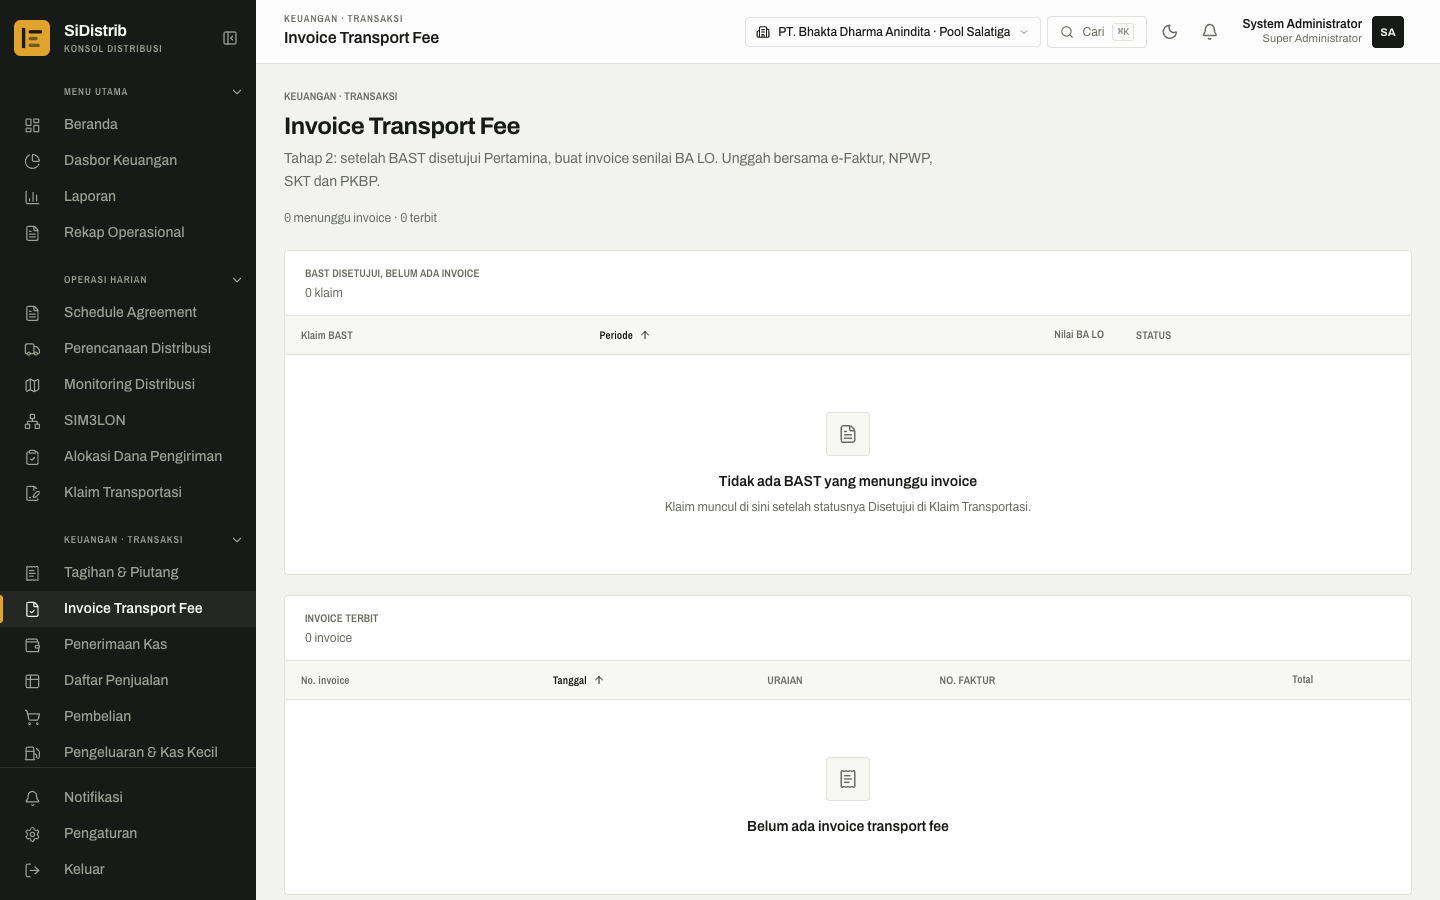 SiDistrib
KONSOL DISTRIBUSI
MENU UTAMA
Beranda
Dasbor Keuangan
Laporan
Rekap Operasional
OPERASI HARIAN
Schedule Agreement
Perencanaan Distribusi
Monitoring Distribusi
SIM3LON
Alokasi Dana Pengiriman
Klaim Transportasi
KEUANGAN · TRANSAKSI
Tagihan & Piutang
Invoice Transport Fee
Penerimaan Kas
Daftar Penjualan
Pembelian
Pengeluaran & Kas Kecil
Notifikasi
Pengaturan
Keluar
KEUANGAN · TRANSAKSI
Invoice Transport Fee
PT. Bhakta Dharma Anindita · Pool Salatiga
Cari ⌘K
System Administrator
Super Administrator
SA
KEUANGAN · TRANSAKSI
Invoice Transport Fee
Tahap 2: setelah BAST disetujui Pertamina, buat invoice senilai BA LO. Unggah bersama e-Faktur, NPWP,
SKT dan PKBP.
0 menunggu invoice · 0 terbit
BAST DISETUJUI, BELUM ADA INVOICE
0 klaim
Klaim BAST Periode ↑ Nilai BA LO STATUS
Tidak ada BAST yang menunggu invoice
Klaim muncul di sini setelah statusnya Disetujui di Klaim Transportasi.
INVOICE TERBIT
0 invoice
No. invoice Tanggal ↑ URAIAN NO. FAKTUR Total
Belum ada invoice transport fee